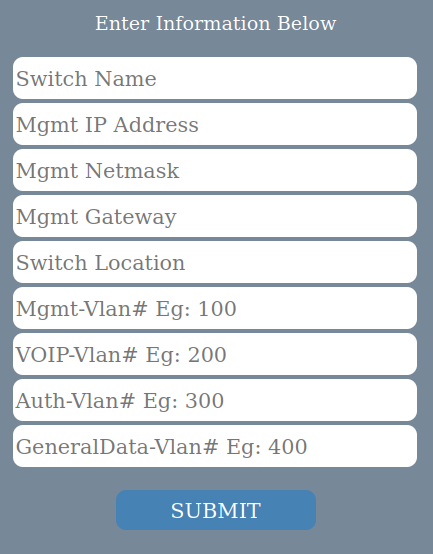 Enter Information Below
Switch Name
Mgmt IP Address
Mgmt Netmask
Mgmt Gateway
Switch Location
Mgmt-Vlan# Eg: 100
VOIP-Vlan# Eg: 200
Auth-Vlan# Eg: 300
GeneralData-Vlan# Eg: 400
SUBMIT